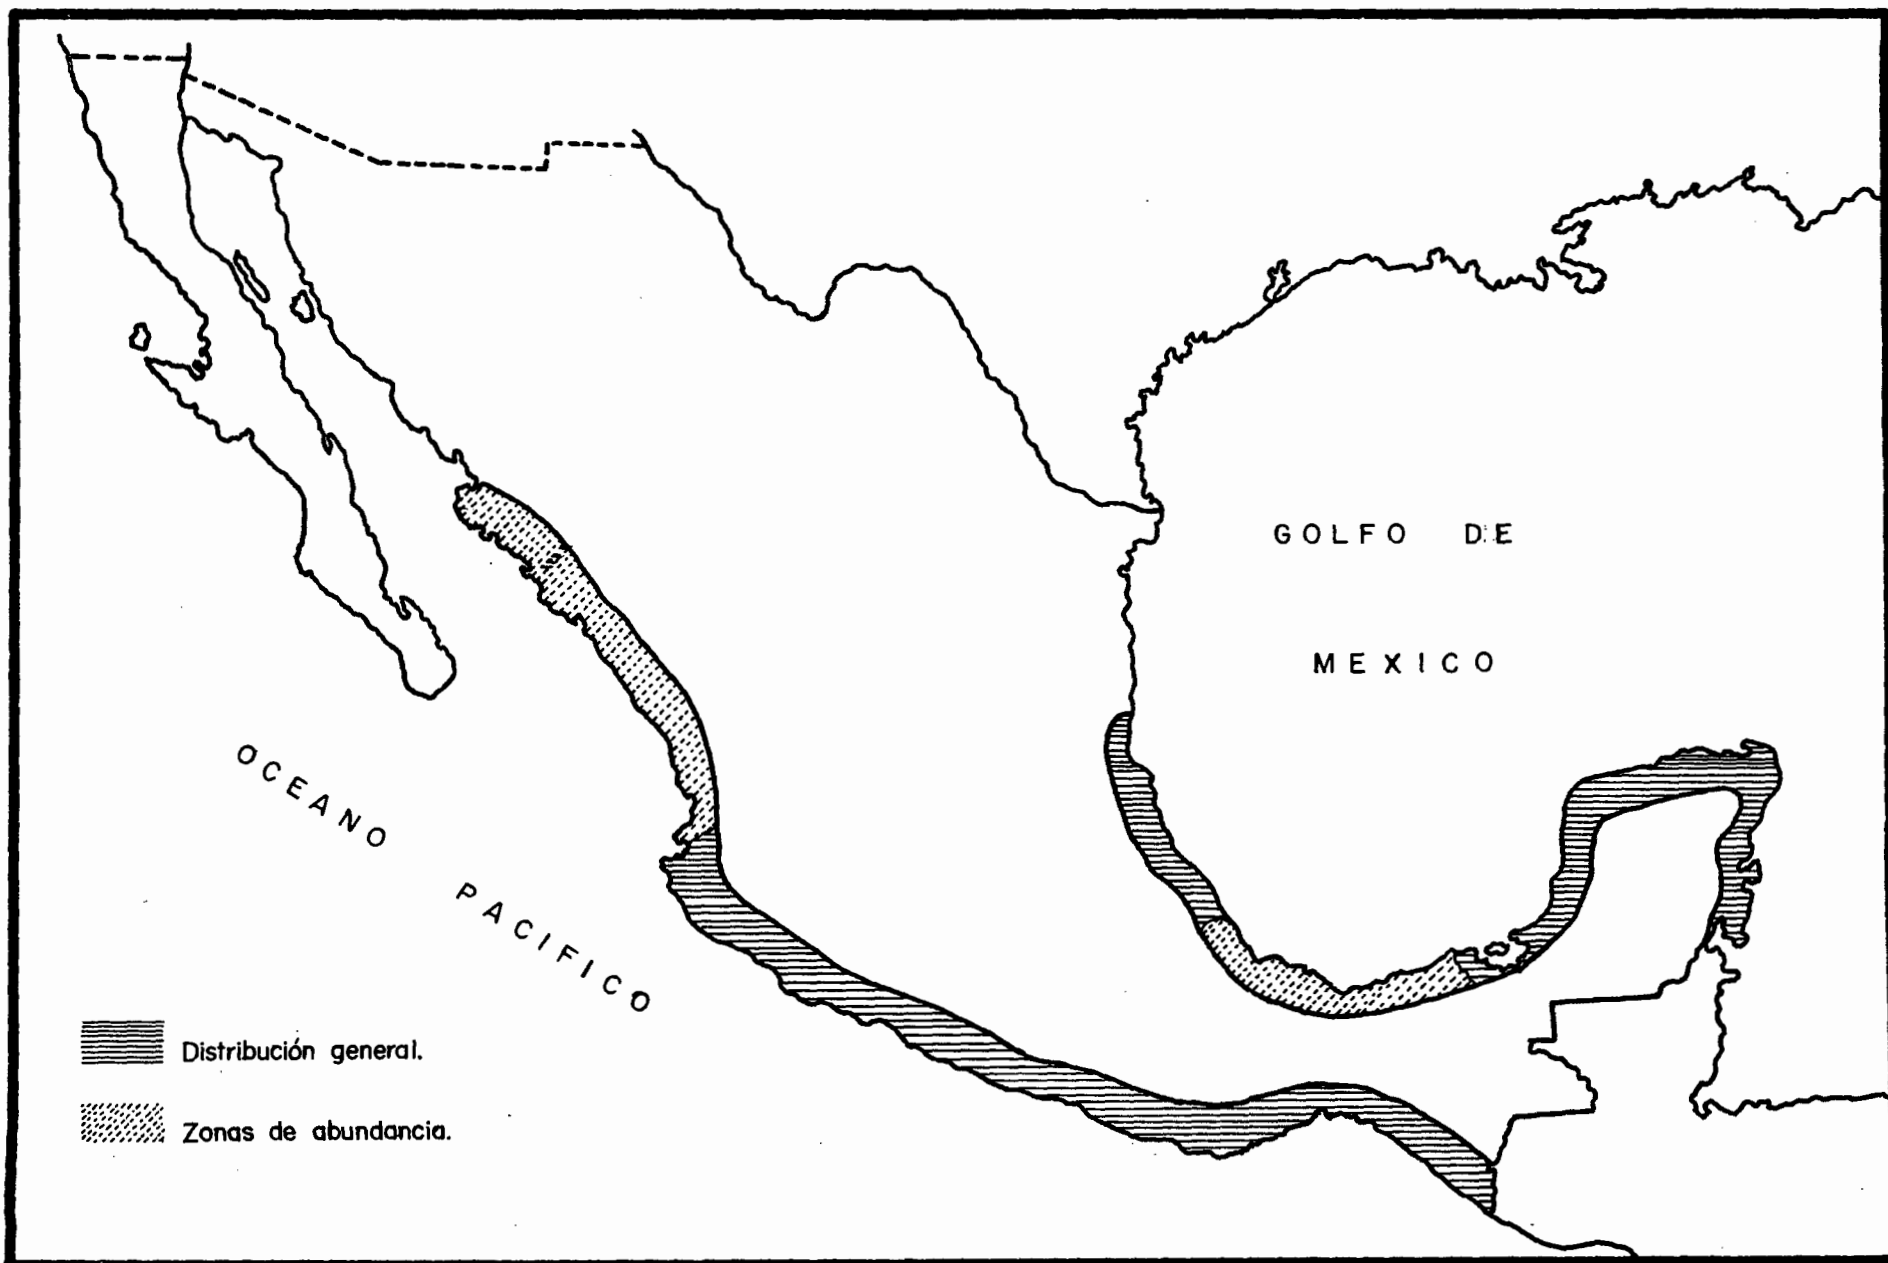 GOLFO DE
MEXICO
OCEANO
PACIFICO
Distribución general.
Zonas de abundancia.